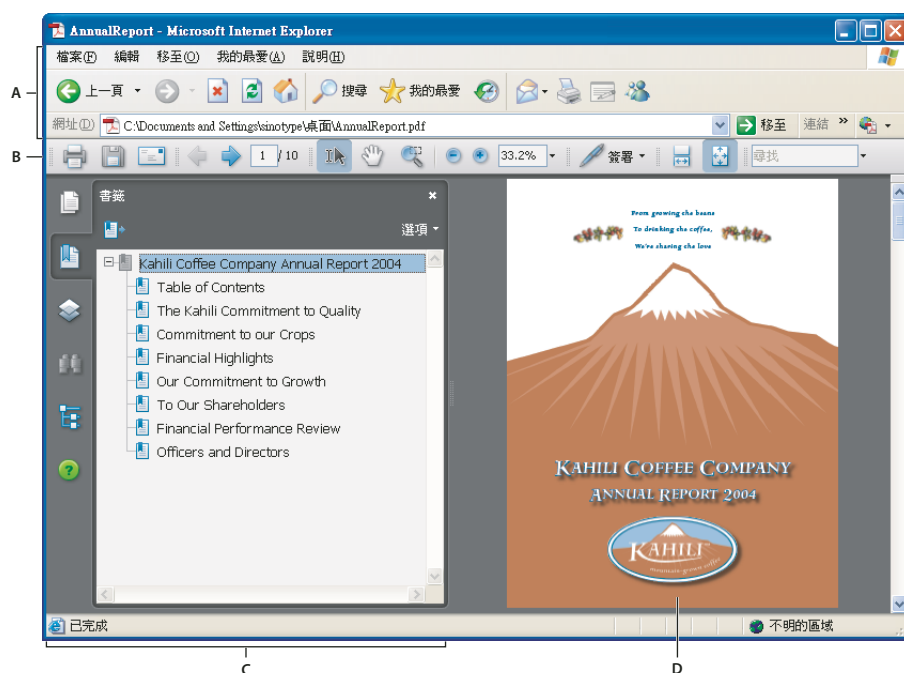 AnnualReport - Microsoft Internet Explorer
檔案(F) 編輯 移至(O) 我的最愛(A) 說明(H)
A
上一頁 搜尋 我的最愛
網址(D) C:\Documents and Settings\sinotype\桌面\AnnualReport.pdf 移至 連結 »
B
1 / 10 33.2% 簽署 尋找
書籤
選項
Kahili Coffee Company Annual Report 2004
Table of Contents
The Kahili Commitment to Quality
Commitment to our Crops
Financial Highlights
Our Commitment to Growth
To Our Shareholders
Financial Performance Review
Officers and Directors
From growing the beans
To drinking the coffee,
We're sharing the love
KAHILI COFFEE COMPANY
ANNUAL REPORT 2004
KAHILI
mountain-grown coffee
已完成 不明的區域
C D